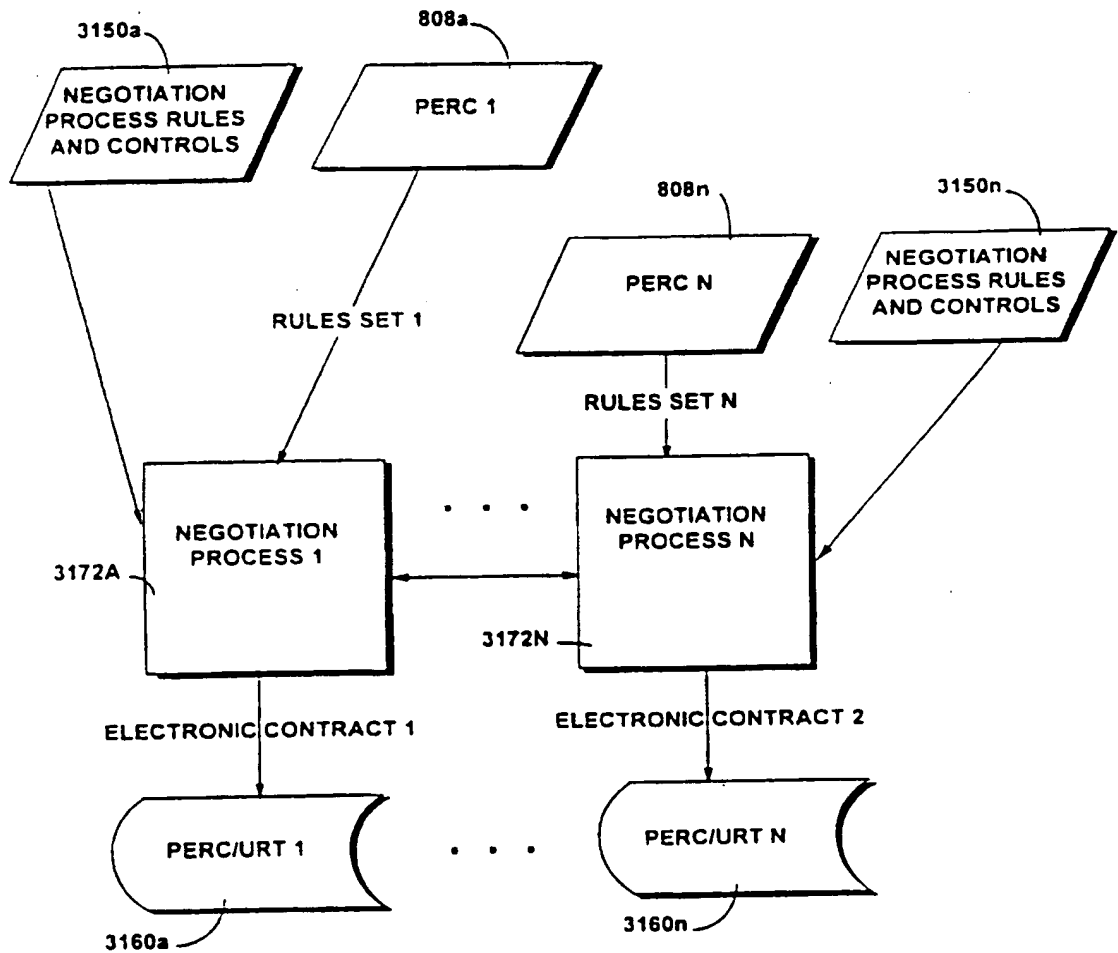 3150a
808a
NEGOTIATION
PROCESS RULES
AND CONTROLS
PERC 1
808n
3150n
PERC N
NEGOTIATION
PROCESS RULES
AND CONTROLS
RULES SET 1
RULES SET N
NEGOTIATION
PROCESS 1
. . .
NEGOTIATION
PROCESS N
3172A
3172N
ELECTRONIC CONTRACT 1
ELECTRONIC CONTRACT 2
PERC/URT 1
. . .
PERC/URT N
3160a
3160n